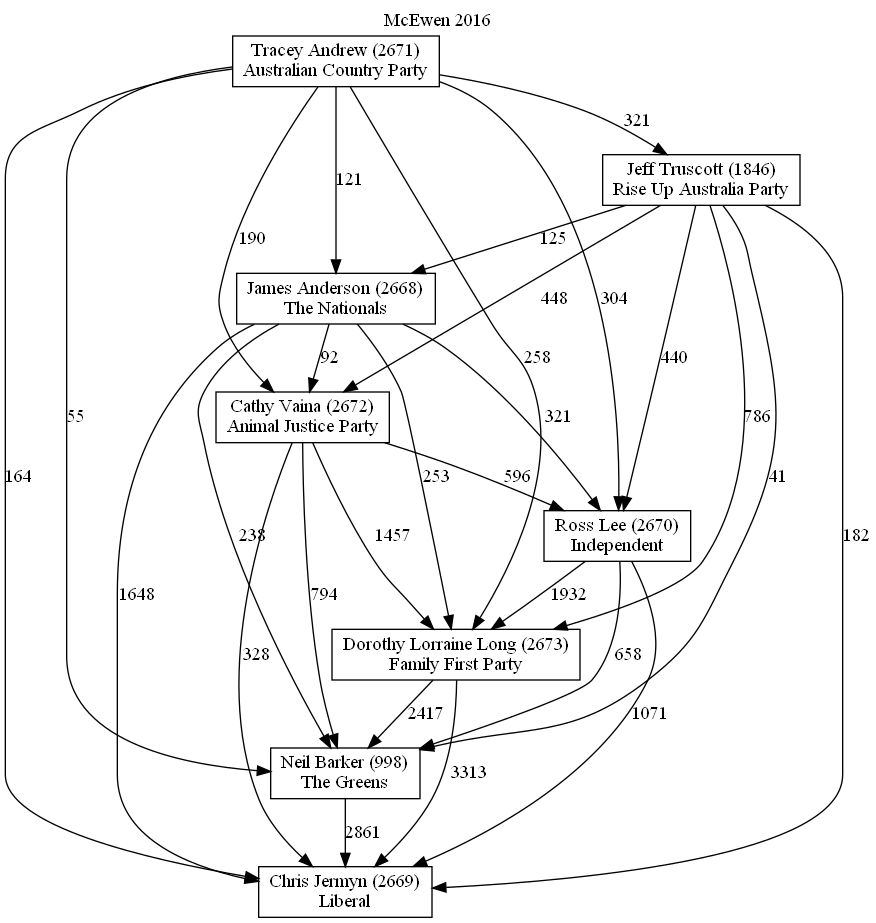 McEwen 2016
Tracey Andrew (2671)
Australian Country Party
321
Jeff Truscott (1846)
Rise Up Australia Party
121
190
125
James Anderson (2668)
The Nationals
448
304
92
258
440
Cathy Vaina (2672)
Animal Justice Party
55
321
786
164
253
596
41
Ross Lee (2670)
Independent
238
1457
182
1648
794
1932
Dorothy Lorraine Long (2673)
Family First Party
328
658
2417
1071
Neil Barker (998)
The Greens
3313
2861
Chris Jermyn (2669)
Liberal